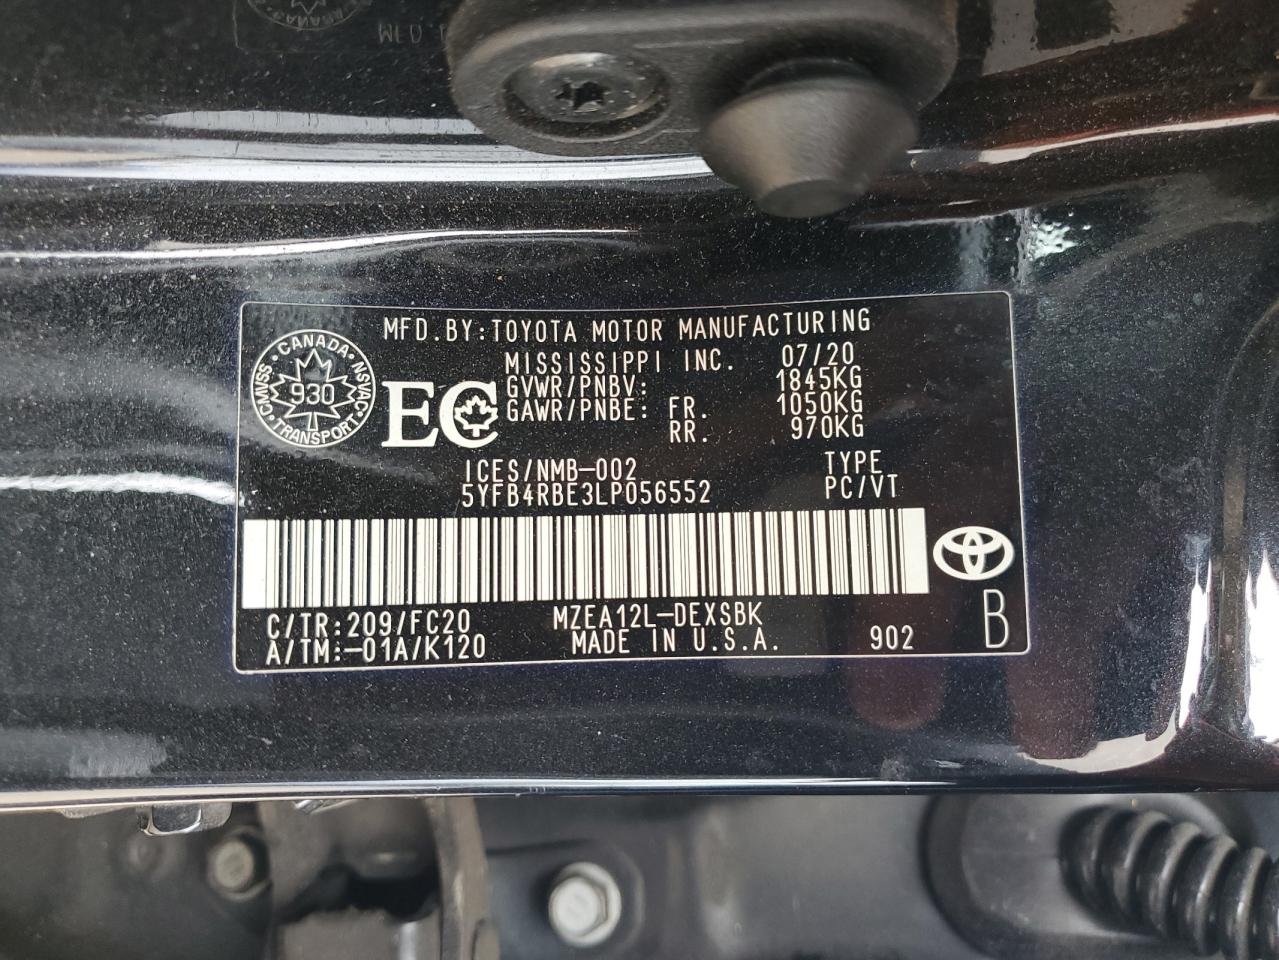 MFD.BY:TOYOTA MOTOR MANUFACTURING
MISSISSIPPI INC. 07/20
GVWR/PNBV: 1845KG
GAWR/PNBE: FR. 1050KG
RR. 970KG
CANADA · NSVAC · TRANSPORT · CMVSS ·
930
EC
ICES/NMB-002 TYPE
5YFB4RBE3LP056552 PC/VT
C/TR:209/FC20 MZEA12L-DEXSBK
A/TM:-01A/K120 MADE IN U.S.A. 902 B